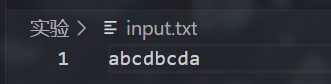 实验 > input.txt
1 abcdbcda